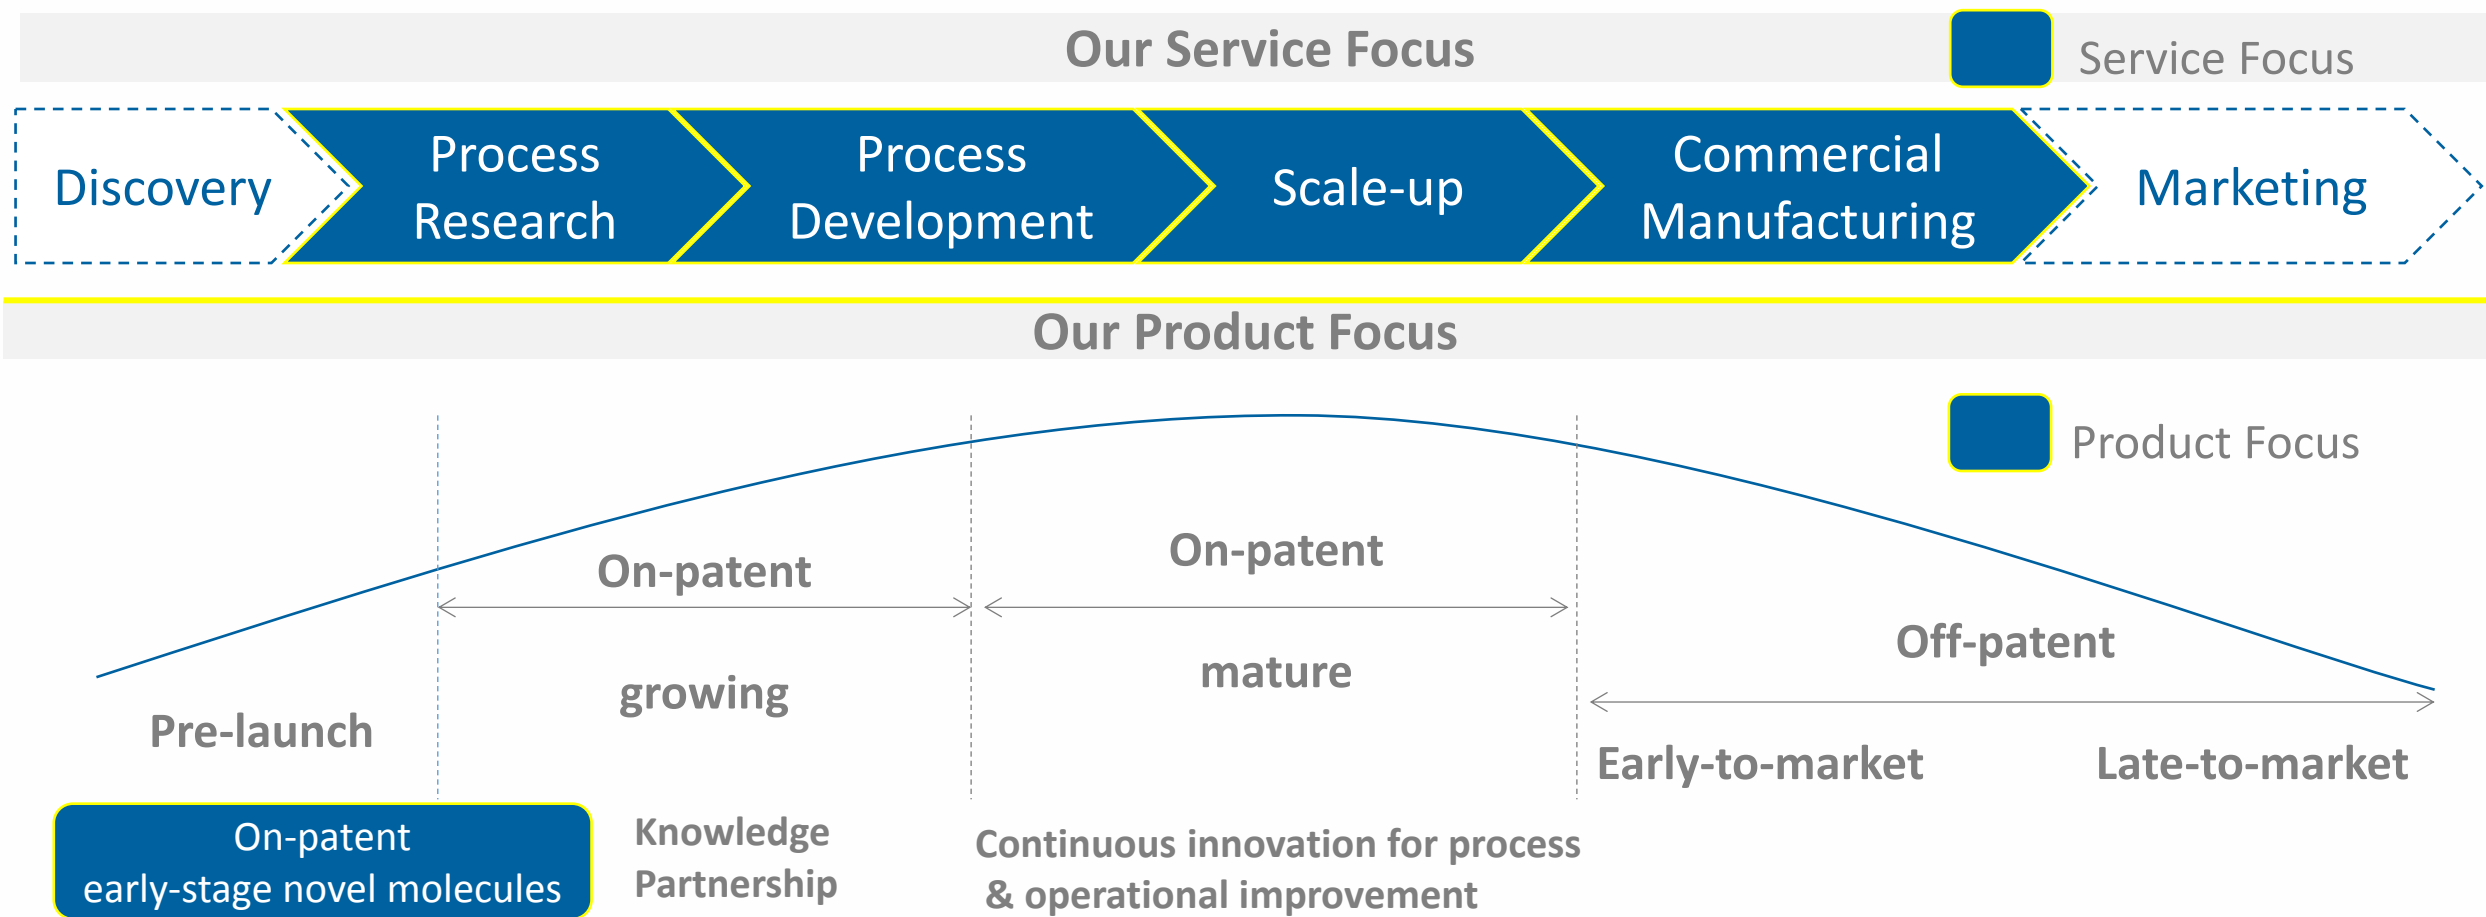 Our Service Focus
Service Focus
Discovery
Process
Research
Process
Development
Scale-up
Commercial
Manufacturing
Marketing
Our Product Focus
Product Focus
On-patent
growing
On-patent
mature
Off-patent
Pre-launch
Early-to-market
Late-to-market
On-patent
early-stage novel molecules
Knowledge
Partnership
Continuous innovation for process
& operational improvement